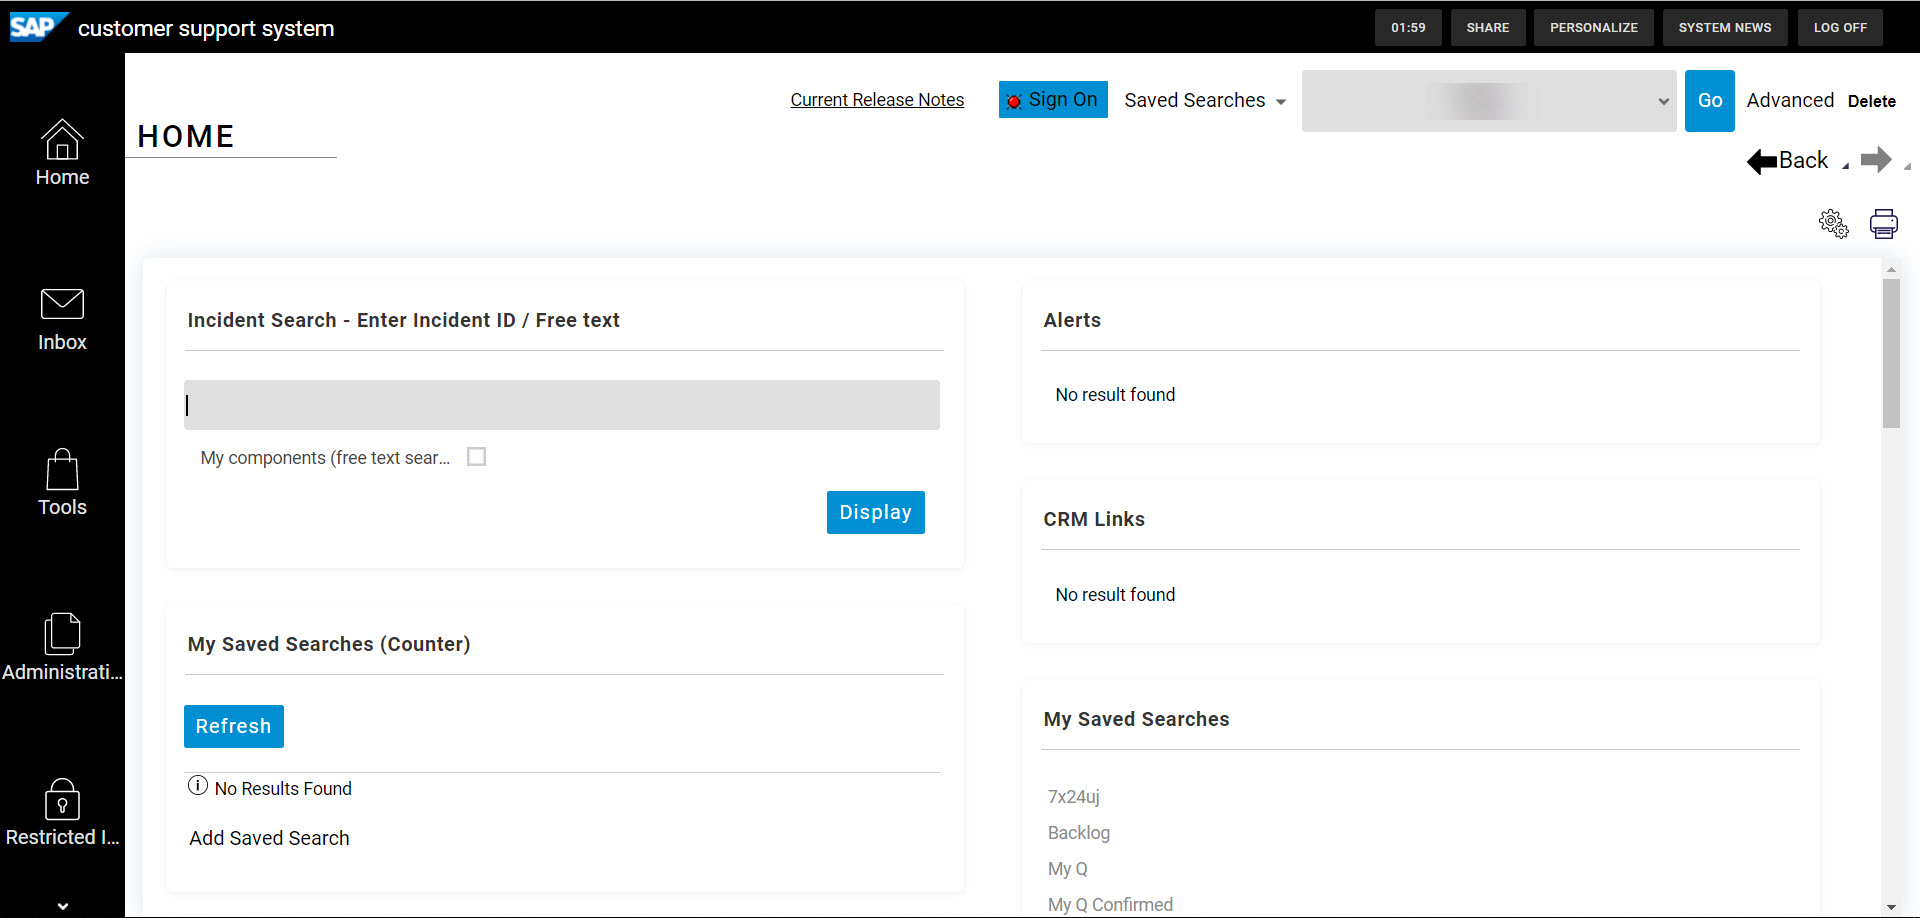 SAP customer support system
01:59 SHARE PERSONALIZE SYSTEM NEWS LOG OFF
Current Release Notes Sign On Saved Searches Go Advanced Delete
HOME
Back
Home
Inbox
Tools
Administrati...
Restricted I...
Incident Search - Enter Incident ID / Free text
My components (free text sear...
Display
My Saved Searches (Counter)
Refresh
No Results Found
Add Saved Search
Alerts
No result found
CRM Links
No result found
My Saved Searches
7x24uj
Backlog
My Q
My Q Confirmed